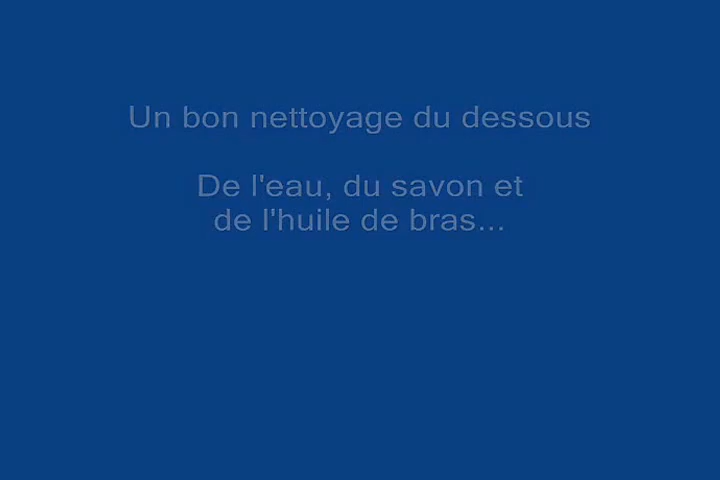 Un bon nettoyage du dessous
De l'eau, du savon et
de l'huile de bras...